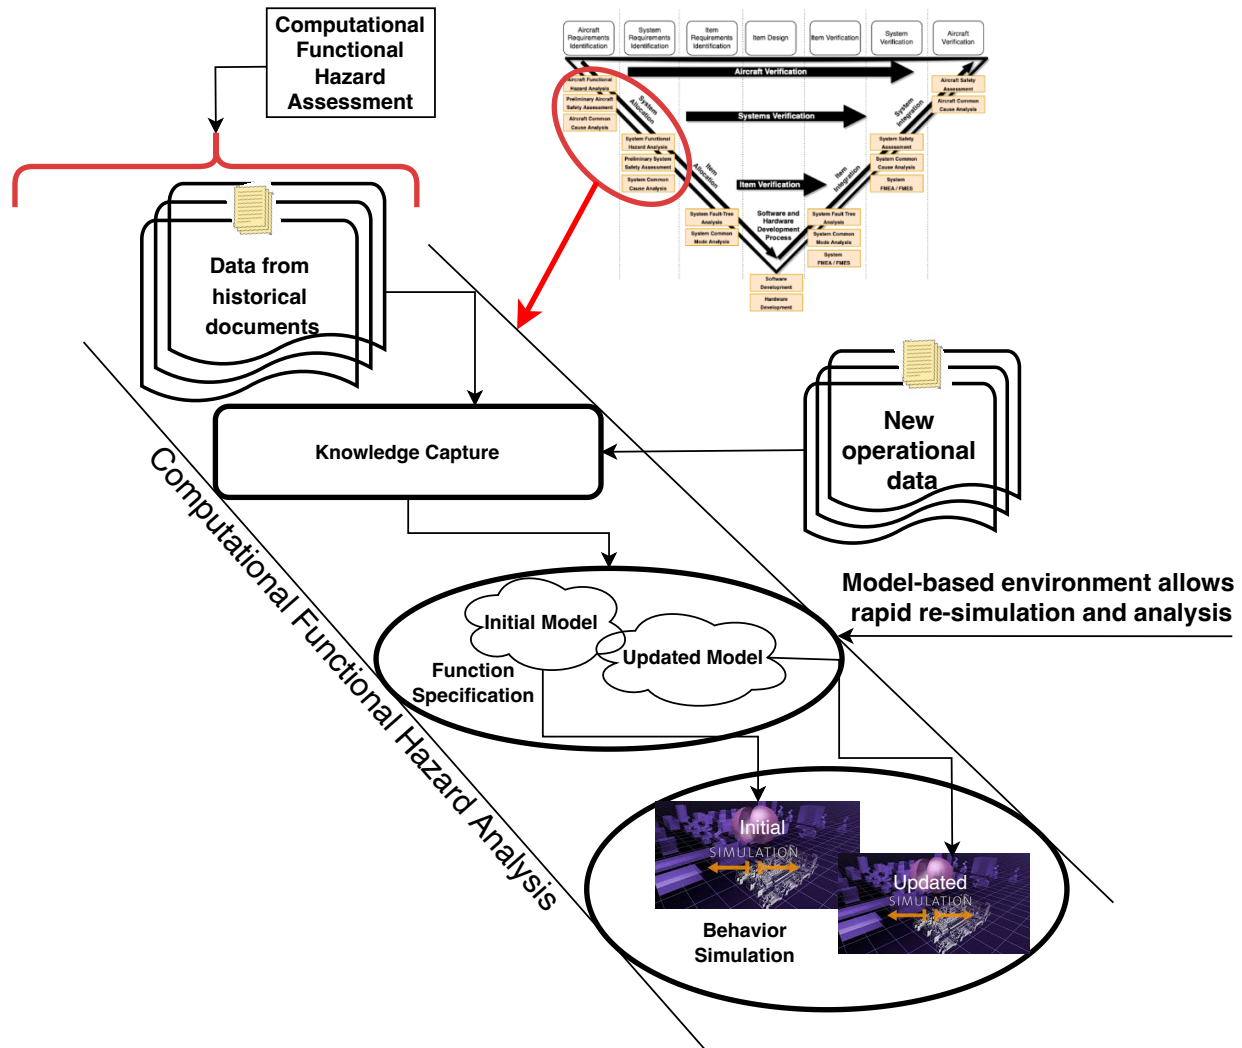 Computational
Functional
Hazard
Assessment
Aircraft
Requirements
Identification
System
Requirements
Identification
Item
Requirements
Identification
Item Design
Item Verification
System
Verification
Aircraft
Verification
Aircraft Verification
Aircraft Functional
Hazard Analysis
Preliminary Aircraft
Safety Assessment
Aircraft Common
Cause Analysis
System
Allocation
Systems Verification
System
Integration
Aircraft Safety
Assessment
Aircraft Common
Cause Analysis
System Functional
Hazard Analysis
Preliminary System
Safety Assessment
System Common
Cause Analysis
Item
Allocation
Item Verification
Item
Integration
System Safety
Assessment
System Common
Cause Analysis
System
FMEA / FMES
System Fault-Tree
Analysis
System Common
Mode Analysis
Software and
Hardware
Development
Process
System Fault Tree
Analysis
System Common
Mode Analysis
System
FMEA / FMES
Software
Development
Hardware
Development
Data from
historical
documents
Knowledge Capture
New
operational
data
Computational Functional Hazard Analysis
Model-based environment allows
rapid re-simulation and analysis
Initial Model
Updated Model
Function
Specification
Initial
SIMULATION
Updated
SIMULATION
Behavior
Simulation